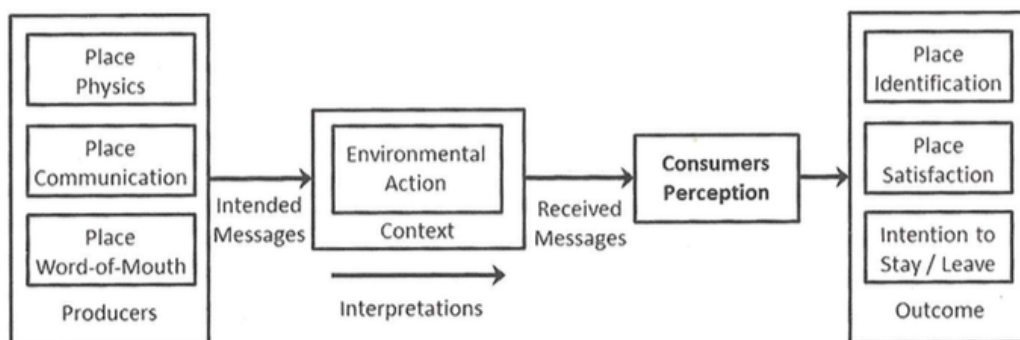 Place
Physics
Place
Communication
Place
Word-of-Mouth
Producers
Intended
Messages
Environmental
Action
Context
Interpretations
Received
Messages
Consumers
Perception
Place
Identification
Place
Satisfaction
Intention to
Stay / Leave
Outcome